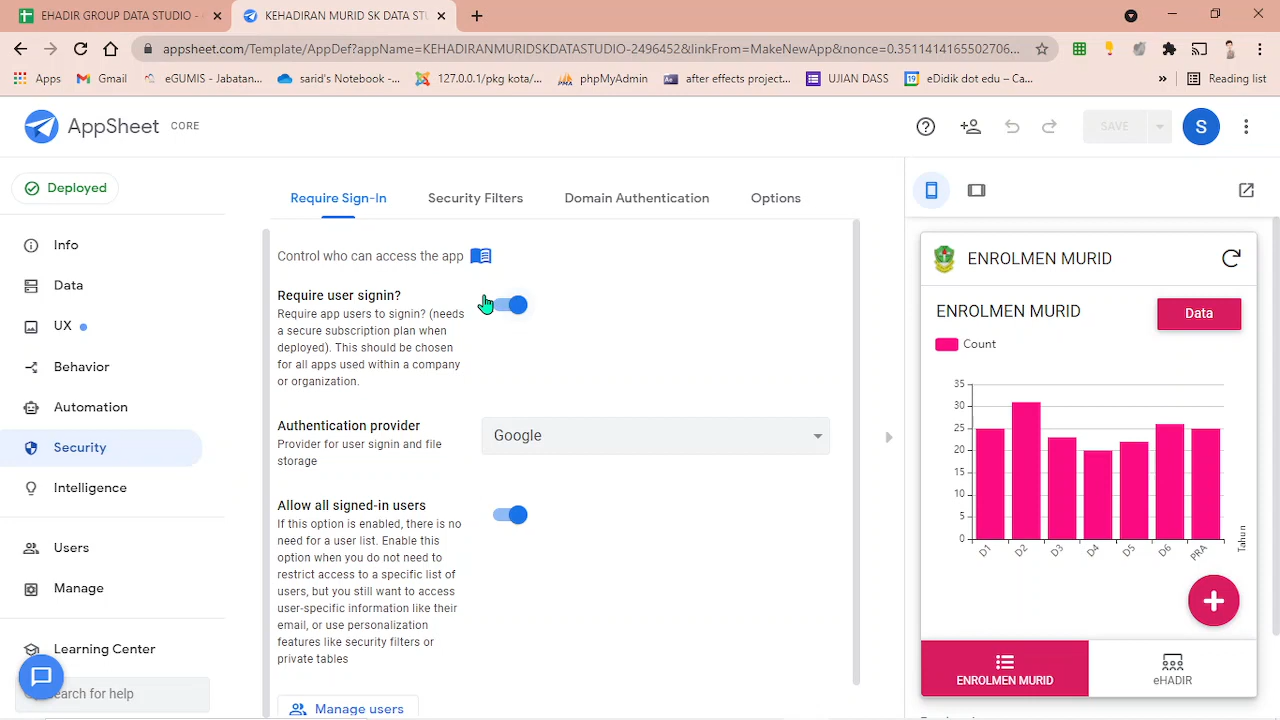 EHADIR GROUP DATA STUDIO -
KEHADIRAN MURID SK DATA STU
appsheet.com/Template/AppDef?appName=KEHADIRANMURIDSKDATASTUDIO-2496452&linkFrom=MakeNewApp&nonce=0.3511414165502706...
Apps
Gmail
eGUMIS - Jabatan...
sarid's Notebook -...
127.0.0.1/pkg kota/...
phpMyAdmin
after effects project...
UJIAN DASS
eDidik dot edu – Ca...
»
Reading list
AppSheet CORE
SAVE
S
Deployed
Info
Data
UX
Behavior
Automation
Security
Intelligence
Users
Manage
Learning Center
search for help
Require Sign-In
Security Filters
Domain Authentication
Options
Control who can access the app
Require user signin?
Require app users to signin? (needs
a secure subscription plan when
deployed). This should be chosen
for all apps used within a company
or organization.
Authentication provider
Provider for user signin and file
storage
Google
Allow all signed-in users
If this option is enabled, there is no
need for a user list. Enable this
option when you do not need to
restrict access to a specific list of
users, but you still want to access
user-specific information like their
email, or use personalization
features like security filters or
private tables
Manage users
ENROLMEN MURID
ENROLMEN MURID
Data
Count
35
30
25
20
15
10
5
0
D1
D2
D3
D4
D5
D6
PRA
Tahun
ENROLMEN MURID
eHADIR